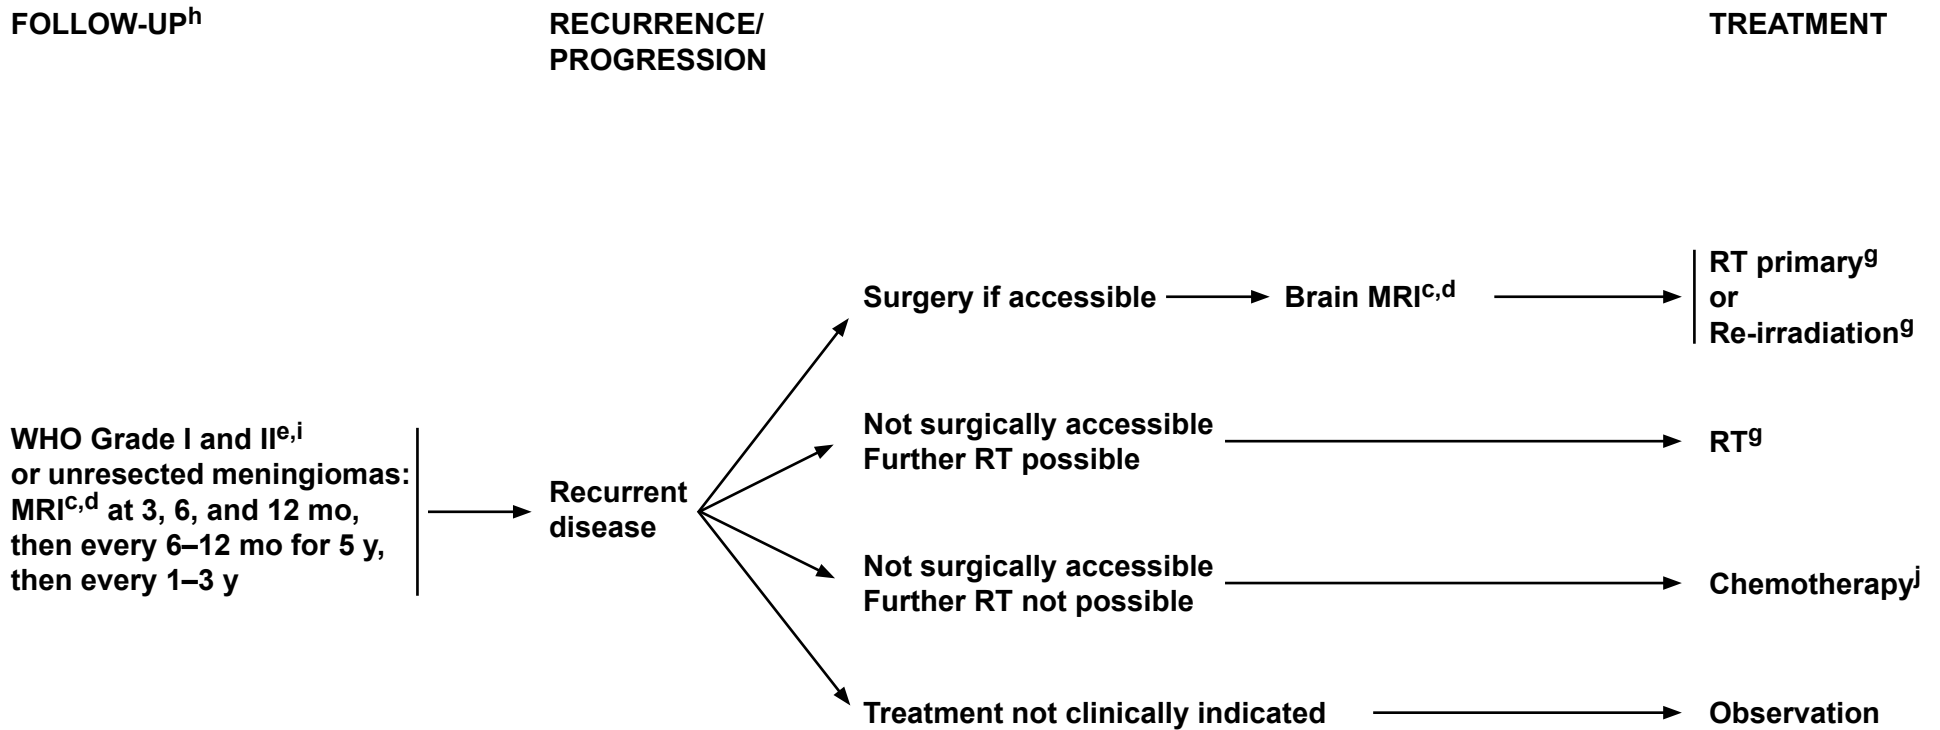 FOLLOW-UPʰ
RECURRENCE/
PROGRESSION
TREATMENT
WHO Grade I and IIᵉ,ⁱ
or unresected meningiomas:
MRIᶜ,ᵈ at 3, 6, and 12 mo,
then every 6–12 mo for 5 y,
then every 1–3 y
Recurrent
disease
Surgery if accessible
Brain MRIᶜ,ᵈ
RT primaryᵍ
or
Re-irradiationᵍ
Not surgically accessible
Further RT possible
RTᵍ
Not surgically accessible
Further RT not possible
Chemotherapyʲ
Treatment not clinically indicated
Observation